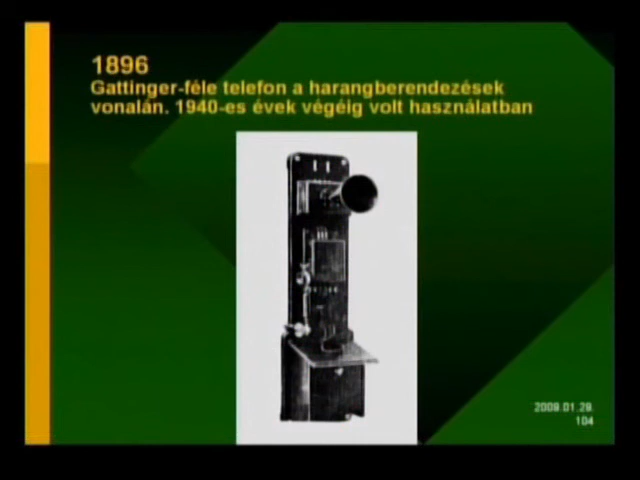 1896
Gattinger-féle telefon a harangberendezések
vonalán. 1940-es évek végéig volt használatban
2009.01.29.
104